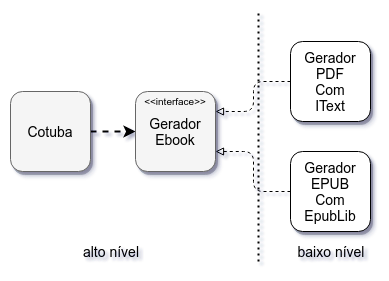 Cotuba
<<interface>>
Gerador
Ebook
Gerador
PDF
Com
IText
Gerador
EPUB
Com
EpubLib
alto nível
baixo nível